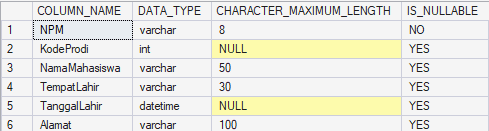 COLUMN_NAME DATA_TYPE CHARACTER_MAXIMUM_LENGTH IS_NULLABLE
1 NPM varchar 8 NO
2 KodeProdi int NULL YES
3 NamaMahasiswa varchar 50 YES
4 TempatLahir varchar 30 YES
5 TanggalLahir datetime NULL YES
6 Alamat varchar 100 YES